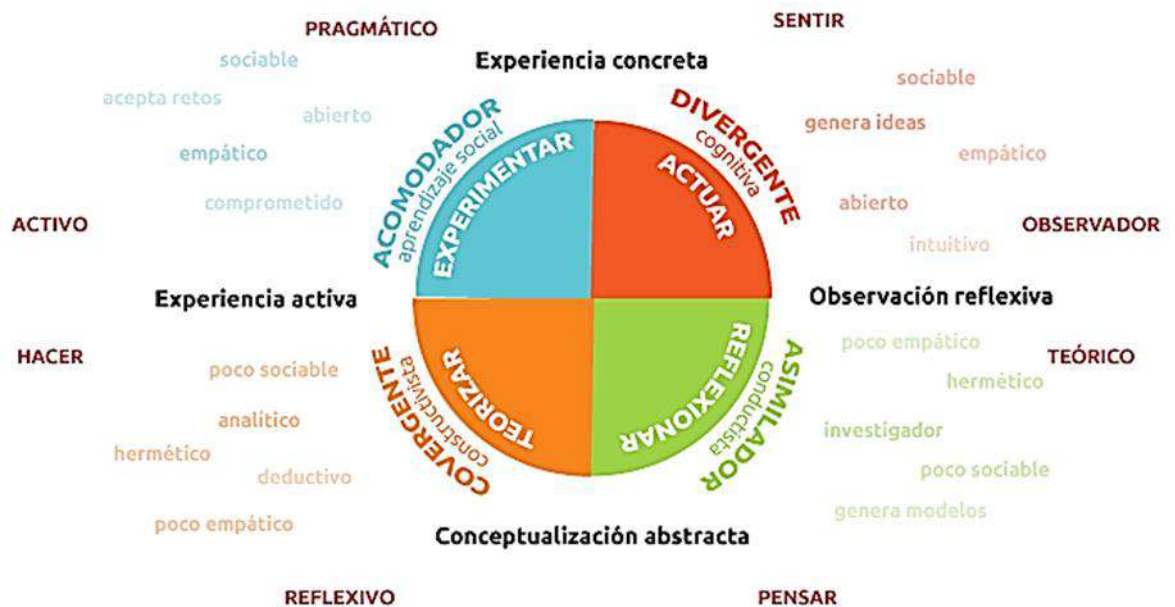 PRAGMÁTICO
SENTIR
sociable
Experiencia concreta
acepta retos
abierto
empático
comprometido
ACOMODADOR
aprendizaje social
EXPERIMENTAR
DIVERGENTE
cognitiva
ACTUAR
sociable
genera ideas
empático
abierto
intuitivo
ACTIVO
OBSERVADOR
Experiencia activa
Observación reflexiva
HACER
TEÓRICO
poco sociable
analítico
hermético
deductivo
poco empático
COVERGENTE
constructivista
TEORIZAR
REFLEXIONAR
conductista
ASIMILADOR
poco empático
hermético
investigador
poco sociable
genera modelos
Conceptualización abstracta
REFLEXIVO
PENSAR